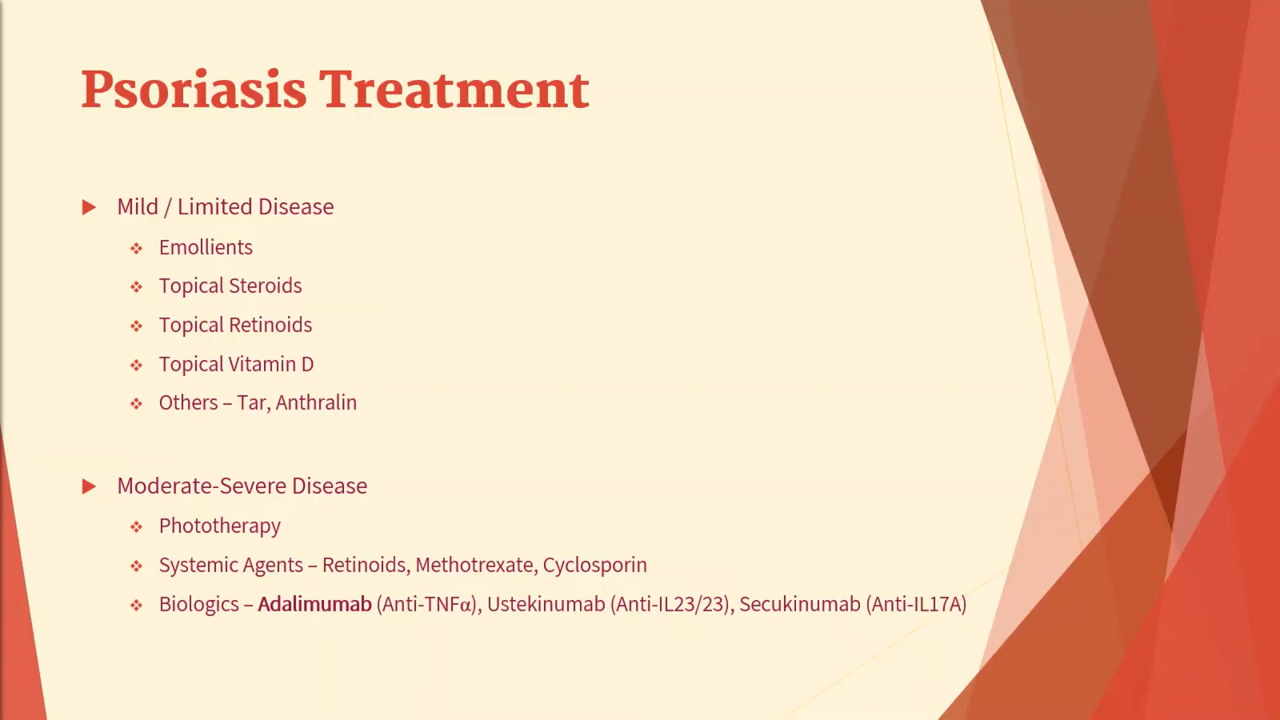 Psoriasis Treatment
Mild / Limited Disease
Emollients
Topical Steroids
Topical Retinoids
Topical Vitamin D
Others – Tar, Anthralin
Moderate-Severe Disease
Phototherapy
Systemic Agents – Retinoids, Methotrexate, Cyclosporin
Biologics – Adalimumab (Anti-TNFα), Ustekinumab (Anti-IL23/23), Secukinumab (Anti-IL17A)